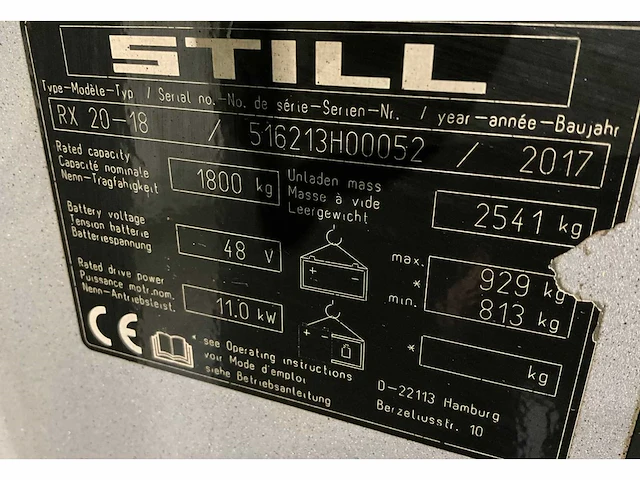 STILL
Type-Modèle-Typ / Serial no.-No. de série-Serien-Nr. / year-année-Baujahr
RX 20-18 / 516213H00052 / 2017
Rated capacity
Capacité nominale
Nenn-Tragfähigkeit
1800 kg
Unladen mass
Masse à vide
Leergewicht
2541 kg
Battery voltage
Tension batterie
Batteriespannung
48 V
max. 929 kg
*
min. 813 kg
Rated drive power
Puissance motr.nom.
Nenn-Antriebsleist.
11.0 kW
* kg
CE
* see Operating instructions
voir Mode d'emploi
siehe Betriebsanleitung
D-22113 Hamburg
Berzeliusstr. 10